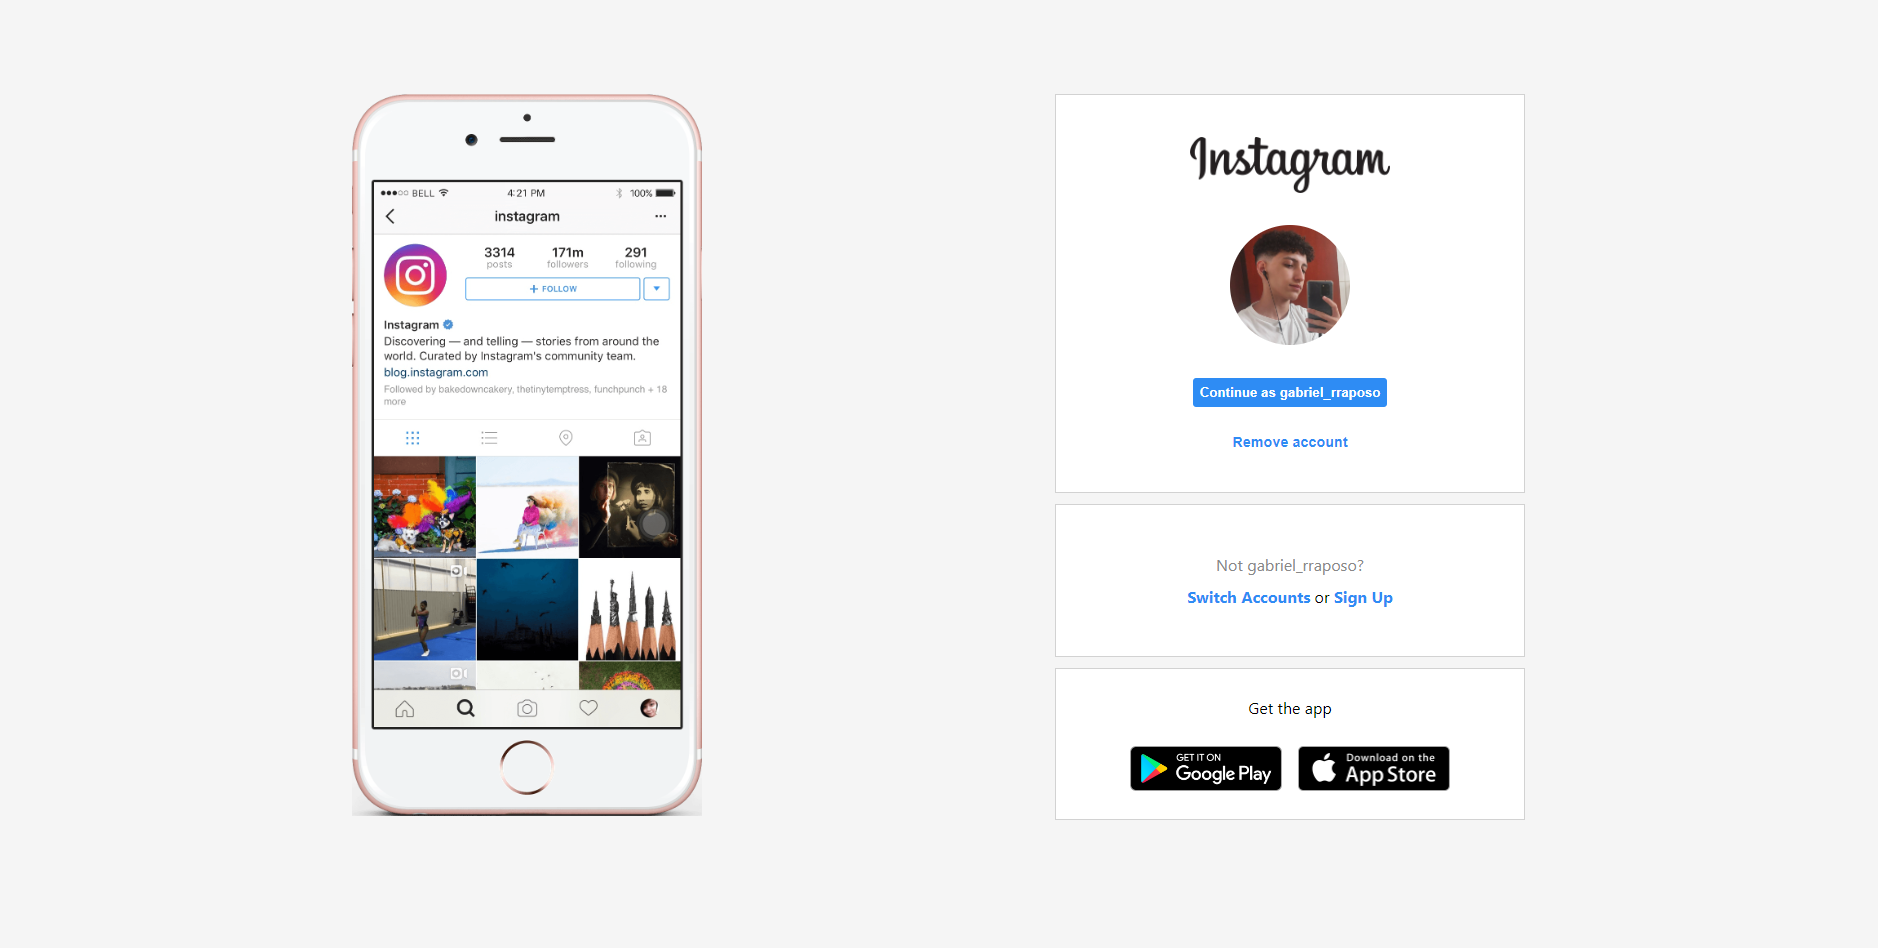 BELL
4:21 PM
100%
instagram
3314
171m
291
posts
followers
following
+ FOLLOW
Instagram
Discovering — and telling — stories from around the
world. Curated by Instagram's community team.
blog.instagram.com
Followed by bakedowncakery, thetinytemptress, funchpunch + 18
more
Instagram
Continue as gabriel_rraposo
Remove account
Not gabriel_rraposo?
Switch Accounts or Sign Up
Get the app
GET IT ON
Google Play
Download on the
App Store